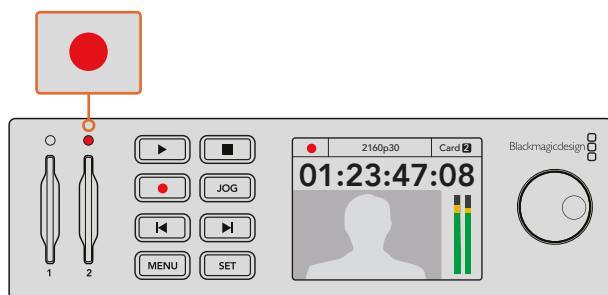 2160p30 Card 2
01:23:47:08
Blackmagicdesign
JOG
MENU SET
1 2